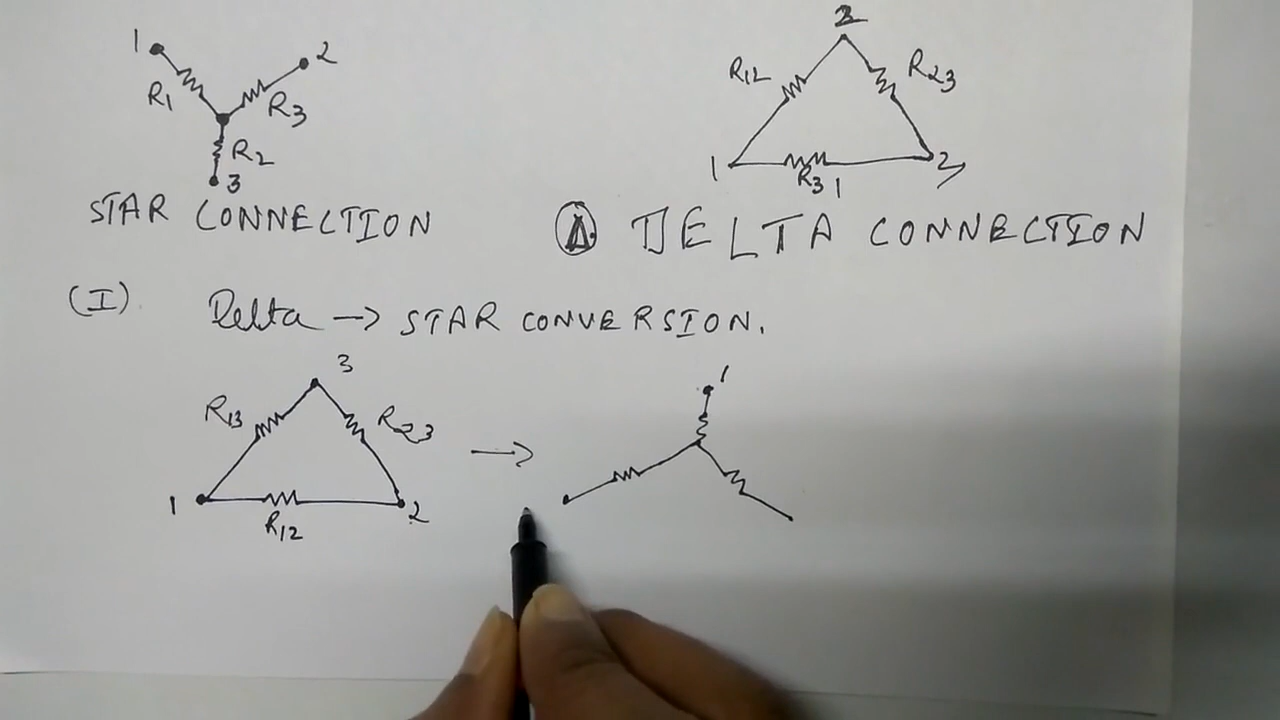 1 2
R1 R3
R2
3
STAR CONNECTION
R12 R23
1 2
R31
Δ DELTA CONNECTION
(I) Delta → STAR CONVERSION.
3
R13 R23
1 2
R12
→
1